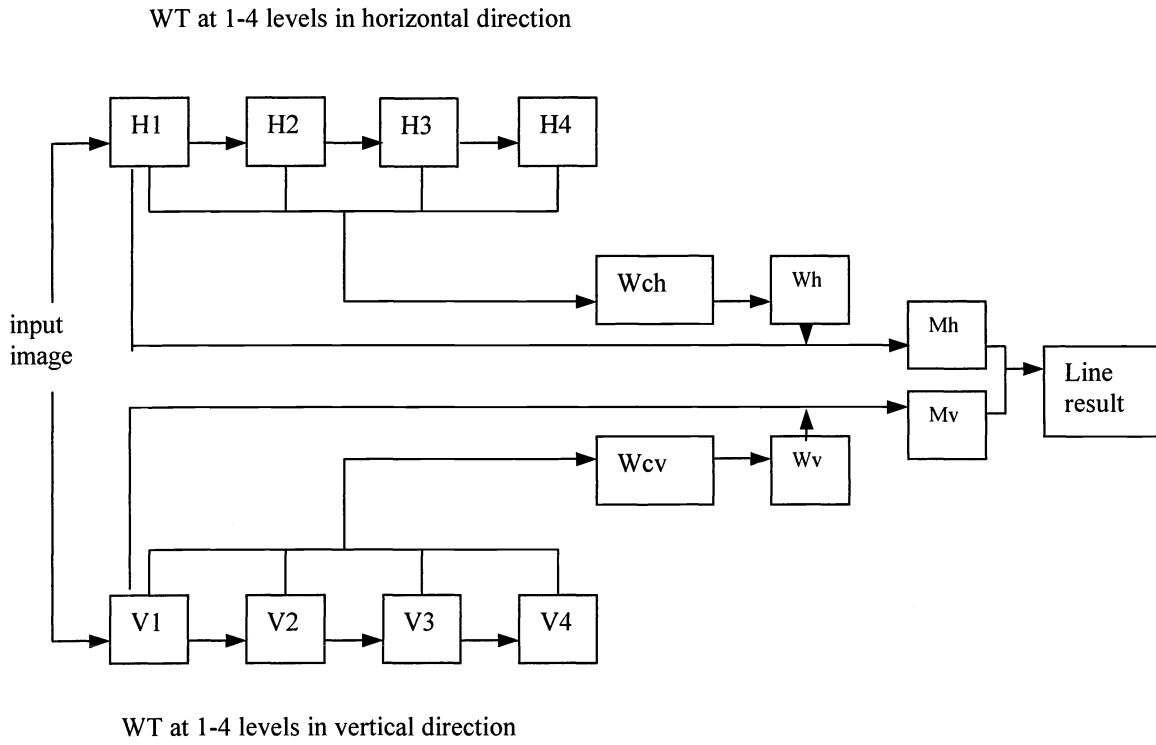 WT at 1-4 levels in horizontal direction
H1
H2
H3
H4
Wch
Wh
input
image
Mh
Line
result
Mv
Wcv
Wv
V1
V2
V3
V4
WT at 1-4 levels in vertical direction